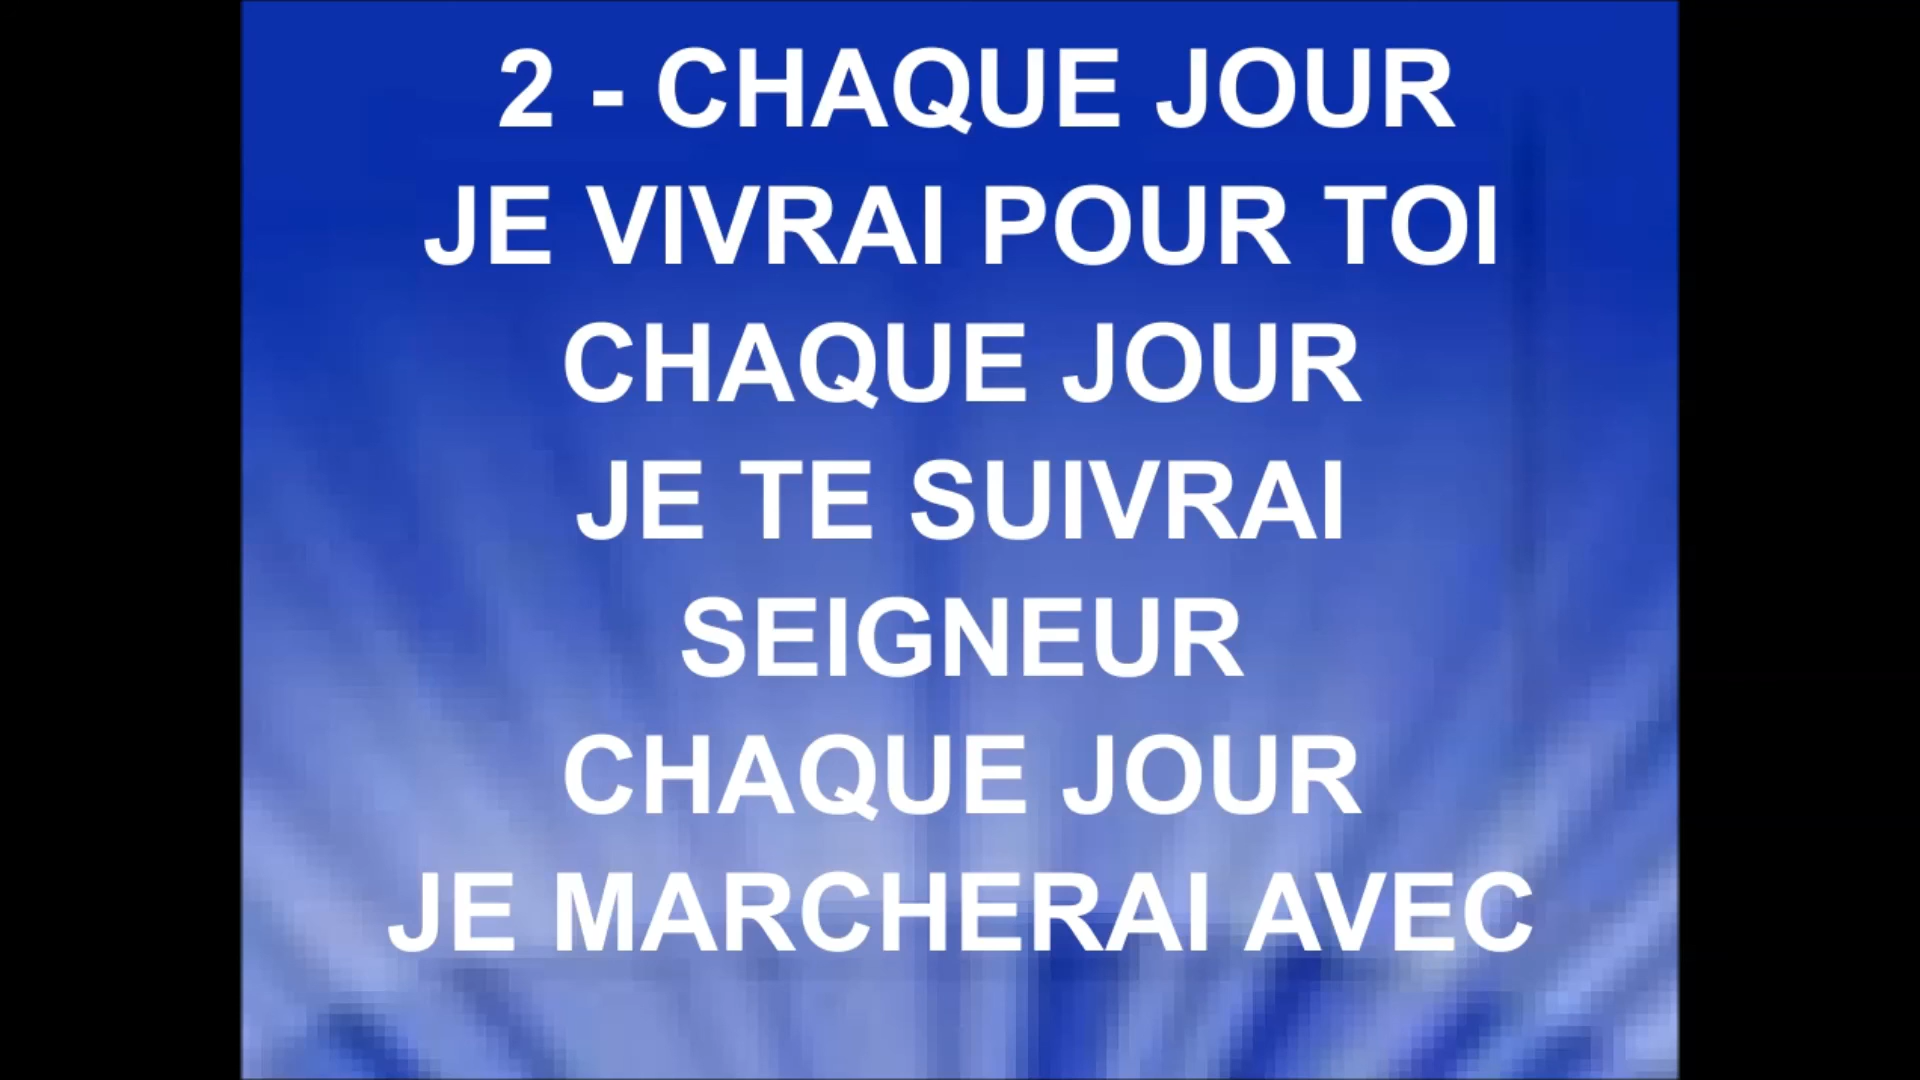 2 - CHAQUE JOUR
JE VIVRAI POUR TOI
CHAQUE JOUR
JE TE SUIVRAI
SEIGNEUR
CHAQUE JOUR
JE MARCHERAI AVEC